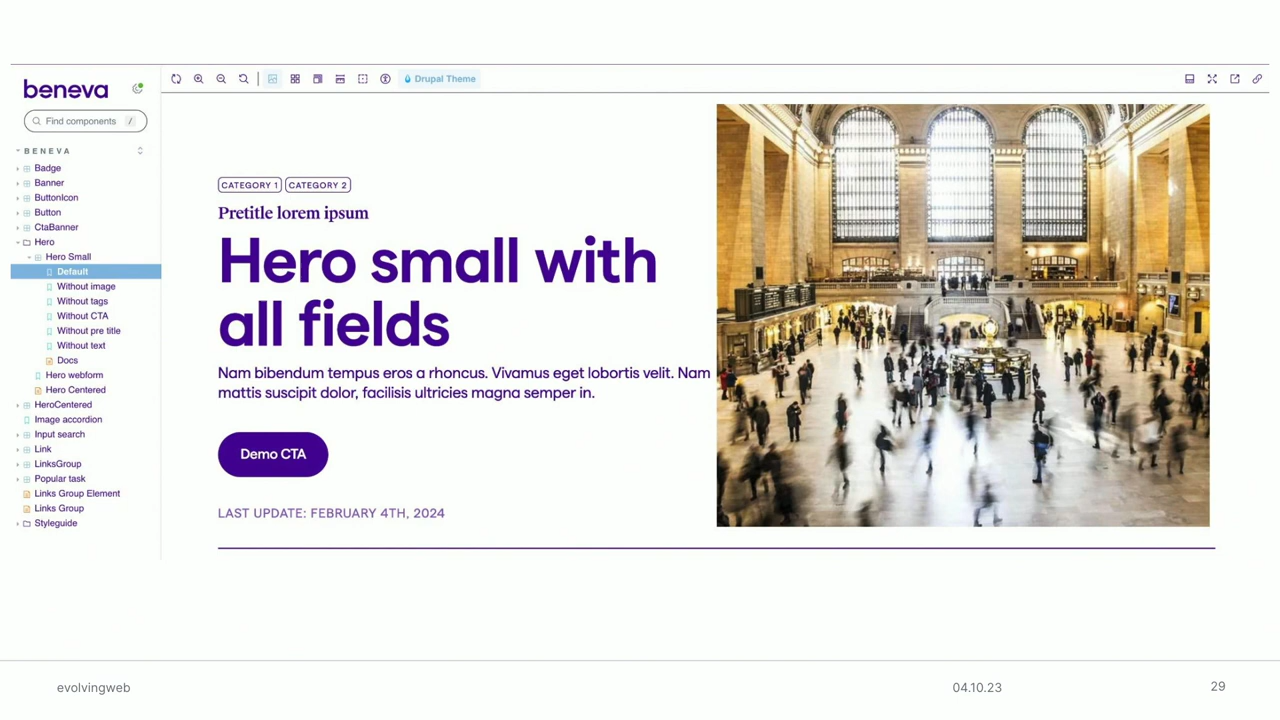 beneva
Find components /
BENEVA
Badge
Banner
ButtonIcon
Button
CtaBanner
Hero
Hero Small
Default
Without image
Without tags
Without CTA
Without pre title
Without text
Docs
Hero webform
Hero Centered
HeroCentered
Image accordion
Input search
Link
LinksGroup
Popular task
Links Group Element
Links Group
Styleguide
Drupal Theme
CATEGORY 1 CATEGORY 2
Pretitle lorem ipsum
Hero small with
all fields
Nam bibendum tempus eros a rhoncus. Vivamus eget lobortis velit. Nam
mattis suscipit dolor, facilisis ultricies magna semper in.
Demo CTA
LAST UPDATE: FEBRUARY 4TH, 2024
evolvingweb
04.10.23
29